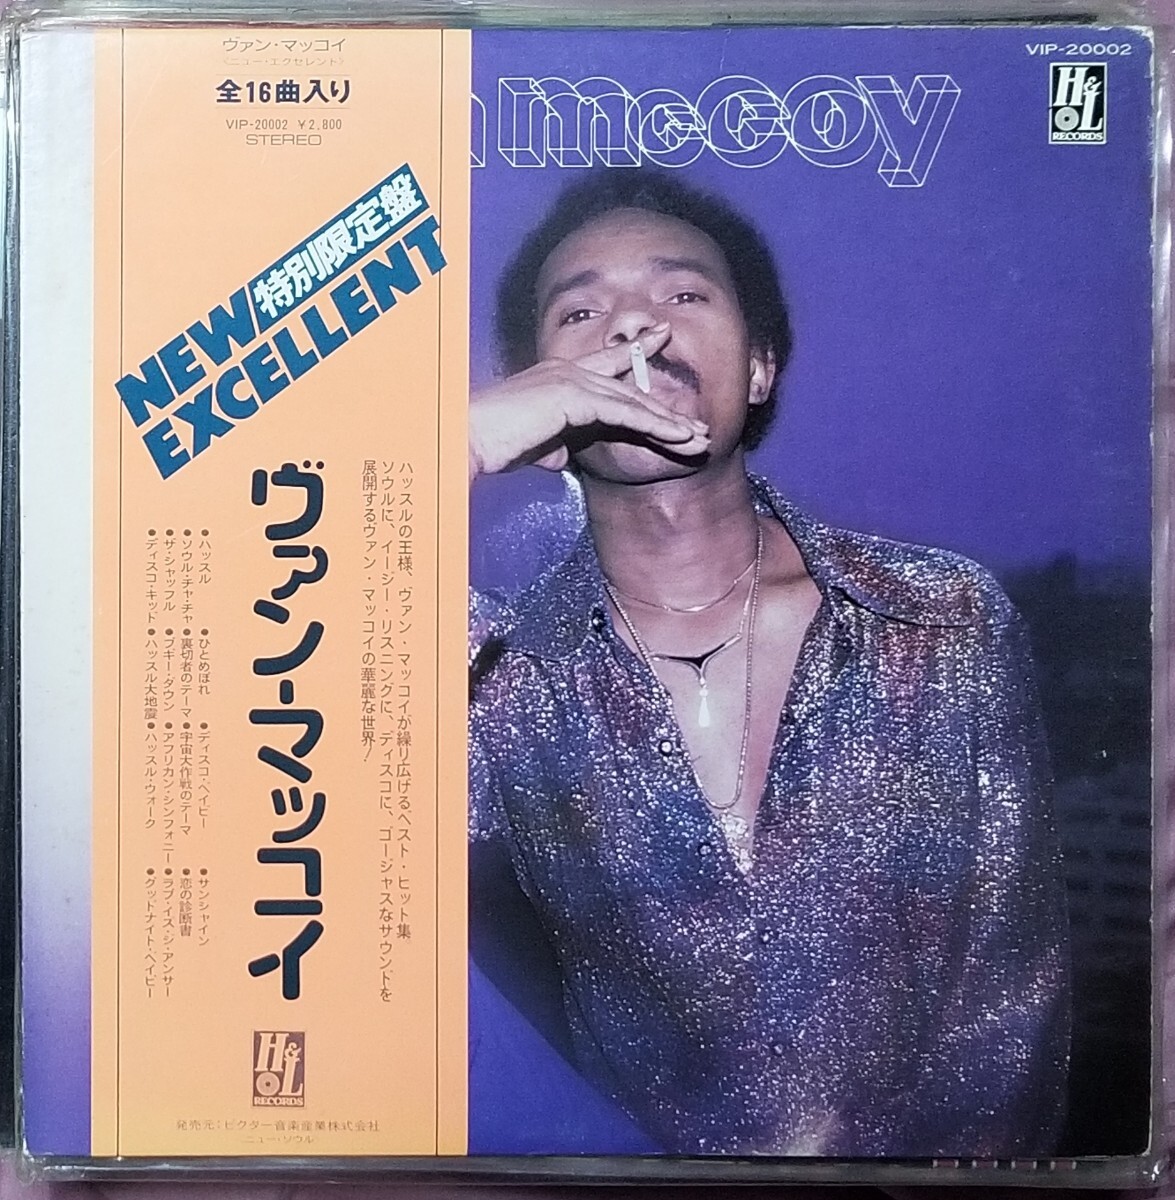 ヴァン・マッコイ
〈ニュー・エクセレント〉
全16曲入り
VIP-20002 ￥2,800
STEREO
NEW/特別限定盤
EXCELLENT
ヴァン・マッコイ
ハッスルの王様、ヴァン・マッコイが繰り広げるベスト・ヒット集。
ソウルに、イージー・リスニングに、ディスコに、ゴージャスなサウンドを
展開するヴァン・マッコイの華麗な世界！
●ハッスル ●ひとめぼれ ●ディスコ・ベイビー ●サンシャイン
●ソウル・チャ・チャ ●裏切者のテーマ ●宇宙大作戦のテーマ ●恋の診断書
●ザ・シャッフル ●ブギー・ダウン ●アフリカン・シンフォニー ●ラブ・イズ・ジ・アンサー
●ディスコ・キッド ●ハッスル大地震 ●ハッスル・ウォーク ●グッドナイト・ベイビー
H&L
RECORDS
発売元：ビクター音楽産業株式会社
〈ニュー・ソウル〉
VIP-20002
mccoy
H&L
RECORDS